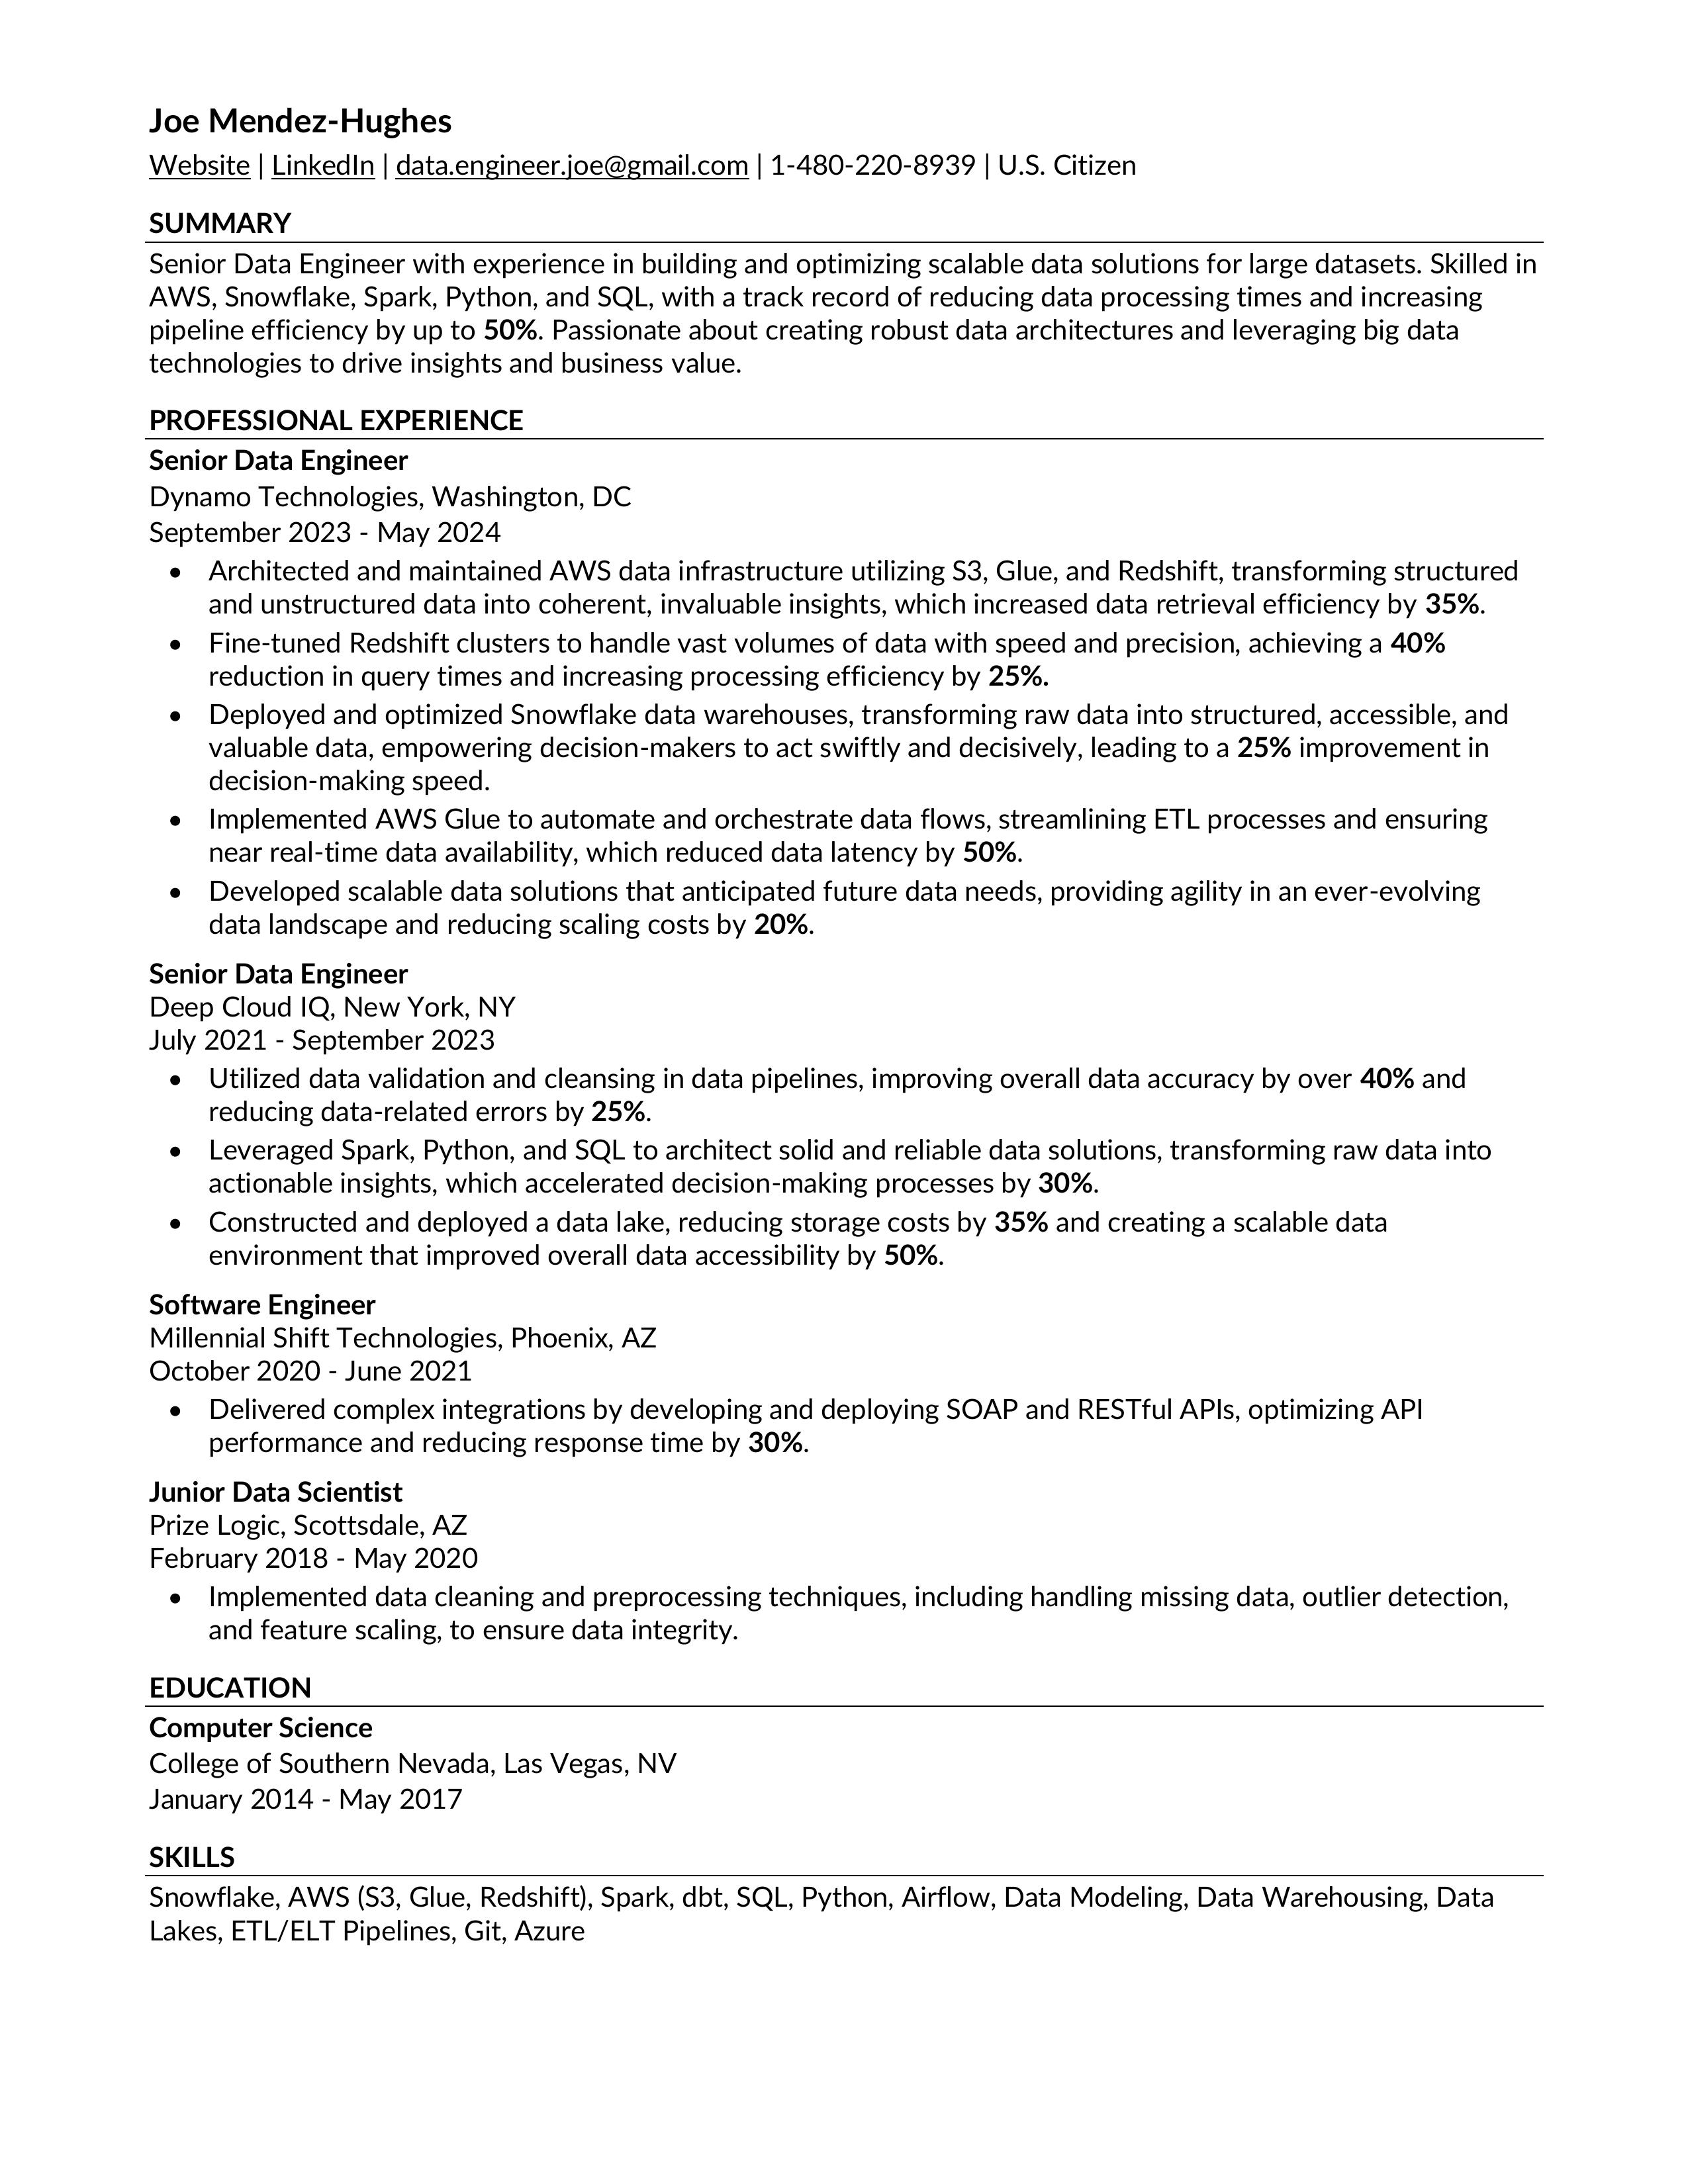 Joe Mendez-Hughes
Website | LinkedIn | data.engineer.joe@gmail.com | 1-480-220-8939 | U.S. Citizen
SUMMARY
Senior Data Engineer with experience in building and optimizing scalable data solutions for large datasets. Skilled in
AWS, Snowflake, Spark, Python, and SQL, with a track record of reducing data processing times and increasing
pipeline efficiency by up to 50%. Passionate about creating robust data architectures and leveraging big data
technologies to drive insights and business value.
PROFESSIONAL EXPERIENCE
Senior Data Engineer
Dynamo Technologies, Washington, DC
September 2023 - May 2024
• Architected and maintained AWS data infrastructure utilizing S3, Glue, and Redshift, transforming structured
and unstructured data into coherent, invaluable insights, which increased data retrieval efficiency by 35%.
• Fine-tuned Redshift clusters to handle vast volumes of data with speed and precision, achieving a 40%
reduction in query times and increasing processing efficiency by 25%.
• Deployed and optimized Snowflake data warehouses, transforming raw data into structured, accessible, and
valuable data, empowering decision-makers to act swiftly and decisively, leading to a 25% improvement in
decision-making speed.
• Implemented AWS Glue to automate and orchestrate data flows, streamlining ETL processes and ensuring
near real-time data availability, which reduced data latency by 50%.
• Developed scalable data solutions that anticipated future data needs, providing agility in an ever-evolving
data landscape and reducing scaling costs by 20%.
Senior Data Engineer
Deep Cloud IQ, New York, NY
July 2021 - September 2023
• Utilized data validation and cleansing in data pipelines, improving overall data accuracy by over 40% and
reducing data-related errors by 25%.
• Leveraged Spark, Python, and SQL to architect solid and reliable data solutions, transforming raw data into
actionable insights, which accelerated decision-making processes by 30%.
• Constructed and deployed a data lake, reducing storage costs by 35% and creating a scalable data
environment that improved overall data accessibility by 50%.
Software Engineer
Millennial Shift Technologies, Phoenix, AZ
October 2020 - June 2021
• Delivered complex integrations by developing and deploying SOAP and RESTful APIs, optimizing API
performance and reducing response time by 30%.
Junior Data Scientist
Prize Logic, Scottsdale, AZ
February 2018 - May 2020
• Implemented data cleaning and preprocessing techniques, including handling missing data, outlier detection,
and feature scaling, to ensure data integrity.
EDUCATION
Computer Science
College of Southern Nevada, Las Vegas, NV
January 2014 - May 2017
SKILLS
Snowflake, AWS (S3, Glue, Redshift), Spark, dbt, SQL, Python, Airflow, Data Modeling, Data Warehousing, Data
Lakes, ETL/ELT Pipelines, Git, Azure